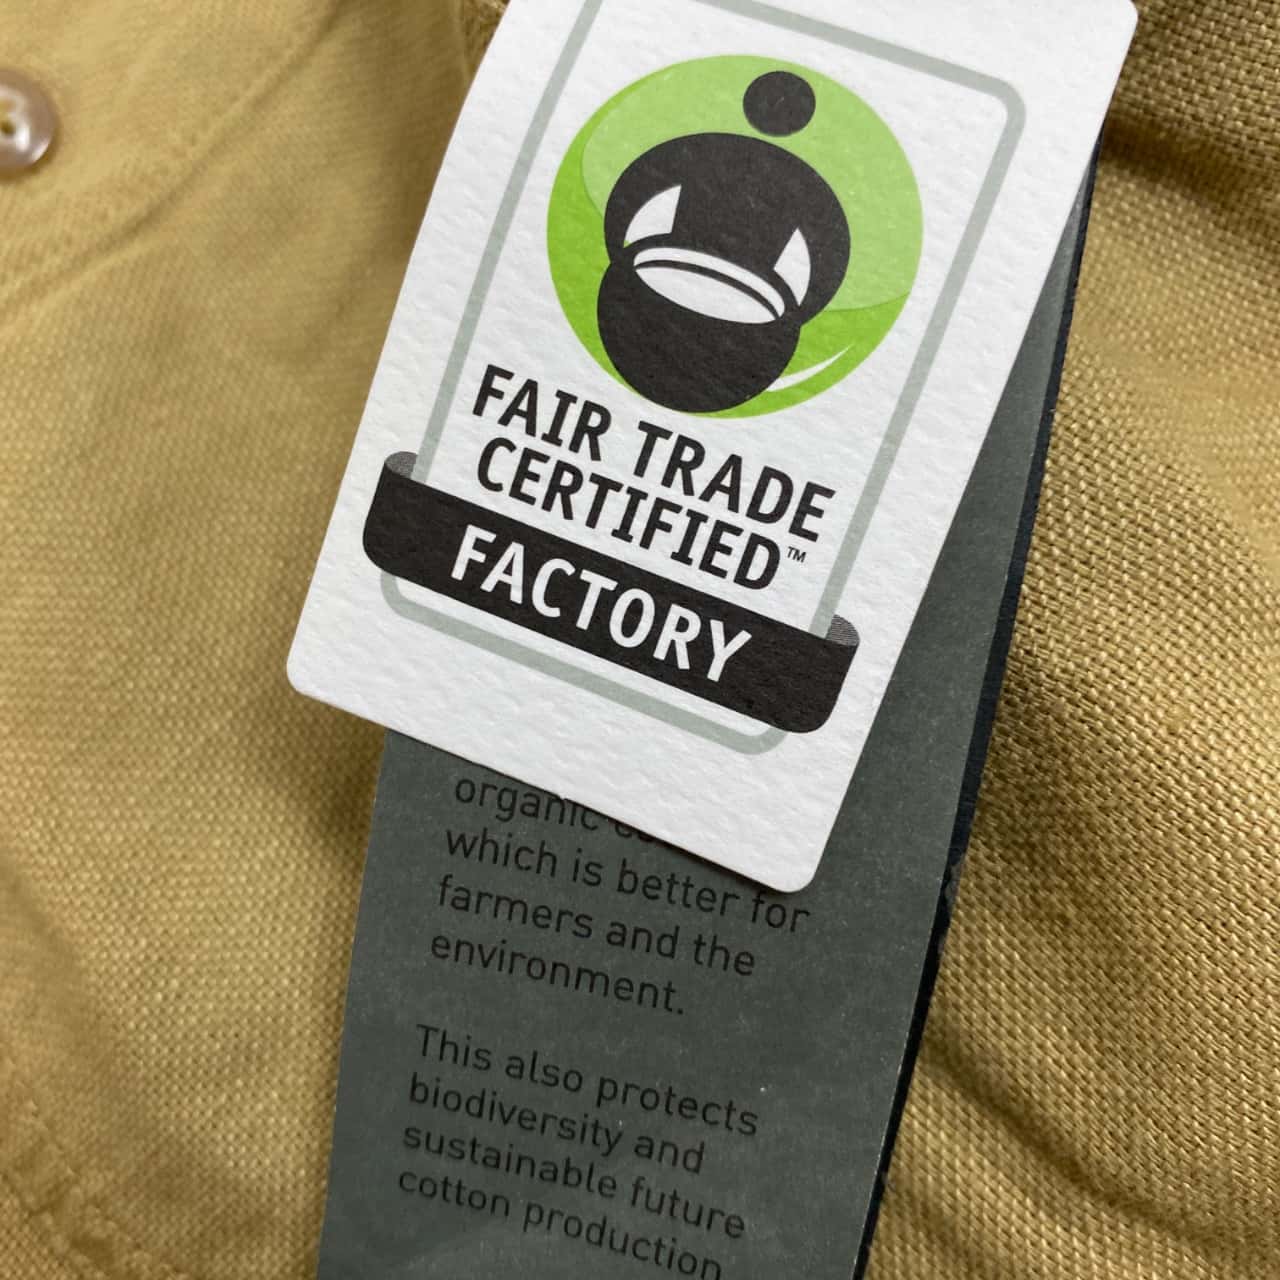 FAIR TRADE
CERTIFIED™
FACTORY
organic
which is better for
farmers and the
environment.
This also protects
biodiversity and
sustainable future
cotton production